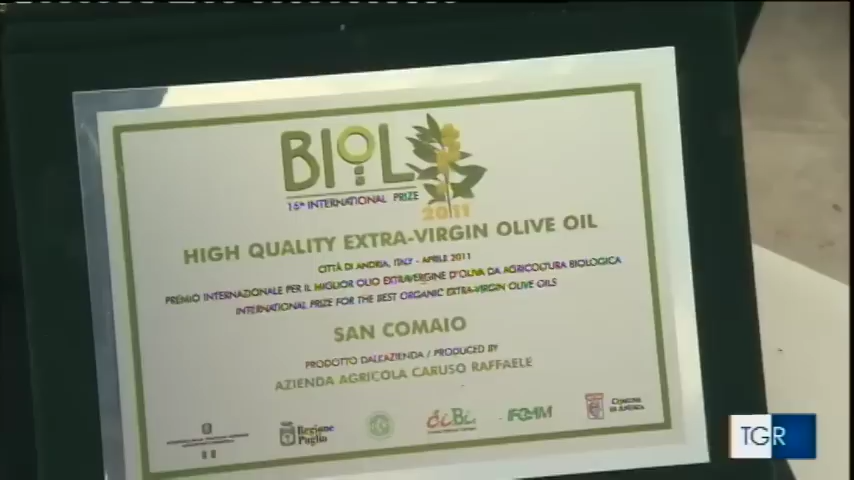 BIOL
16th INTERNATIONAL PRIZE
2011
HIGH QUALITY EXTRA-VIRGIN OLIVE OIL
CITTÀ DI ANDRIA, ITALY - APRILE 2011
PREMIO INTERNAZIONALE PER IL MIGLIOR OLIO EXTRAVERGINE D'OLIVA DA AGRICOLTURA BIOLOGICA
INTERNATIONAL PRIZE FOR THE BEST ORGANIC EXTRA-VIRGIN OLIVE OILS
SAN COMAIO
PRODOTTO DALL'AZIENDA / PRODUCED BY
AZIENDA AGRICOLA CARUSO RAFFAELE
Regione
Puglia
CiBi
IFOAM
COMUNE
DI ANDRIA
TGR